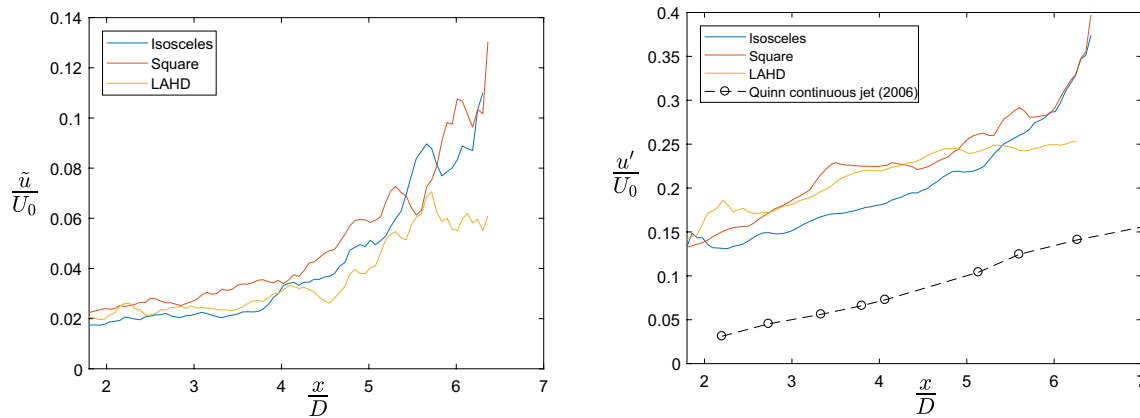 0.14
0.12
0.1
0.08
0.06
0.04
0.02
0
ũ
U₀
Isosceles
Square
LAHD
2
3
4
5
6
7
x
D
0.4
0.35
0.3
0.25
0.2
0.15
0.1
0.05
0
u′
U₀
Isosceles
Square
LAHD
Quinn continuous jet (2006)
2
3
4
5
6
7
x
D